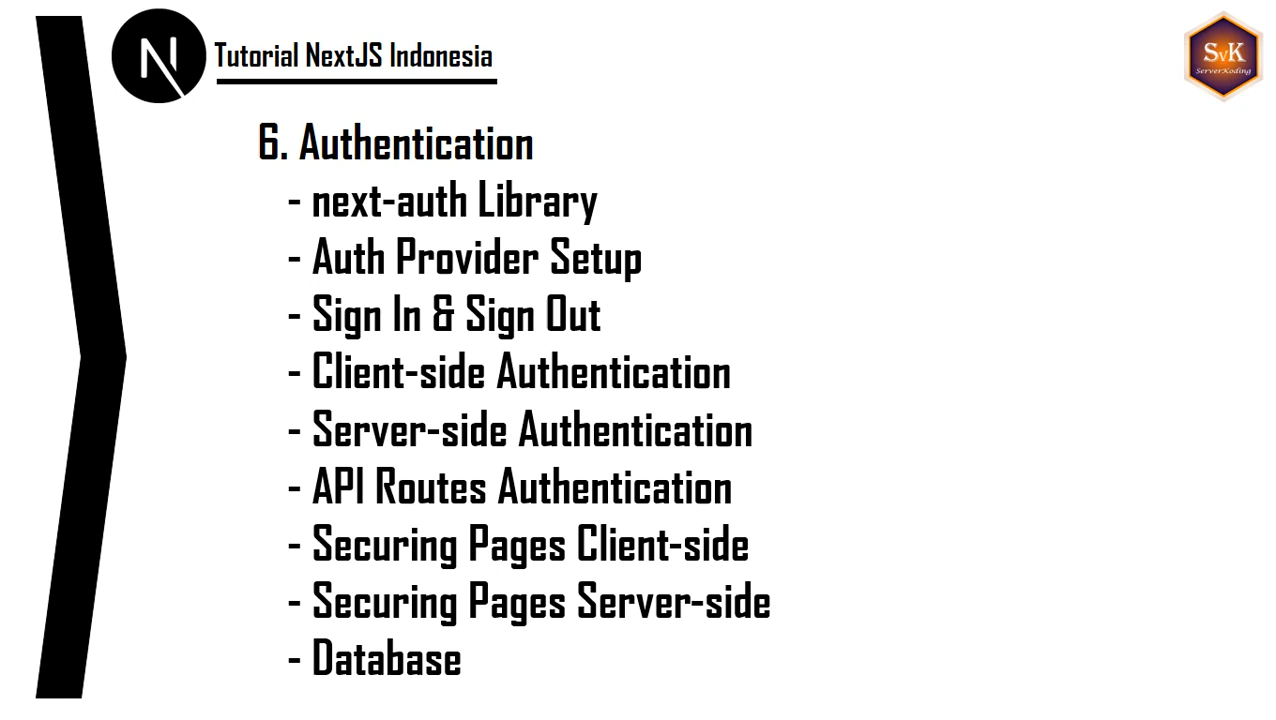 Tutorial NextJS Indonesia
SvK
ServerKoding
6. Authentication
- next-auth Library
- Auth Provider Setup
- Sign In & Sign Out
- Client-side Authentication
- Server-side Authentication
- API Routes Authentication
- Securing Pages Client-side
- Securing Pages Server-side
- Database